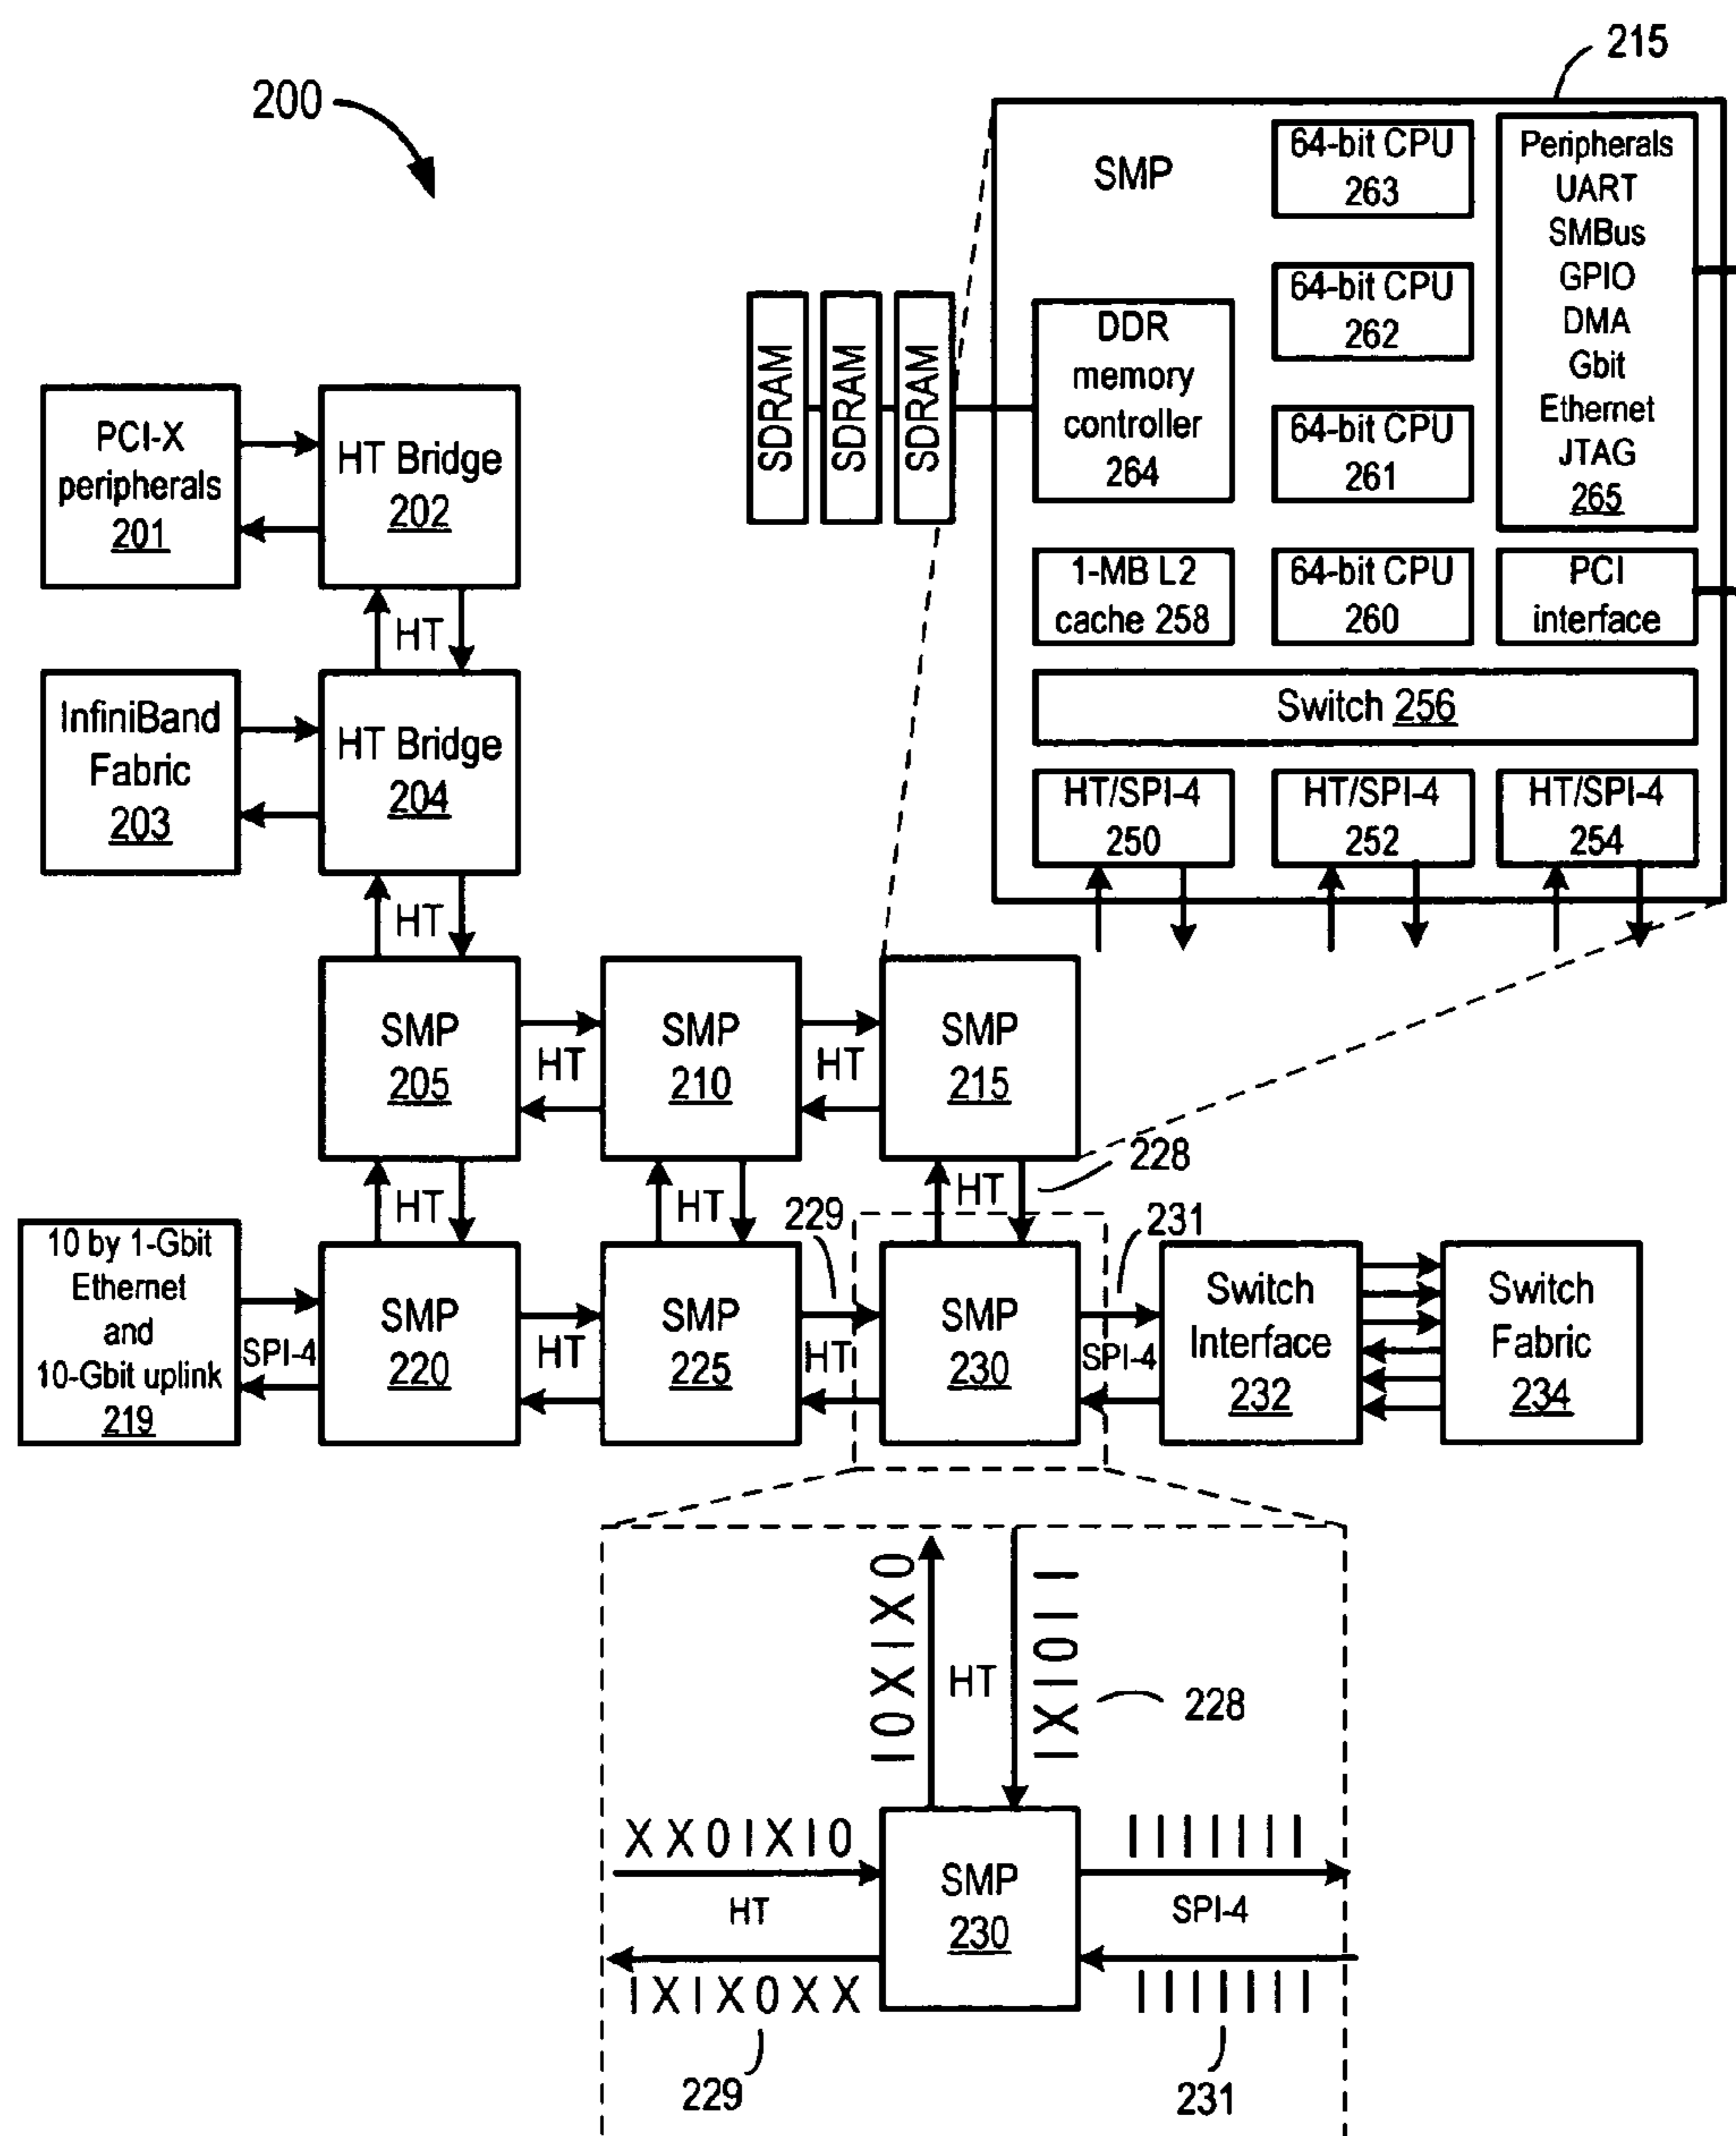 200
215
SMP
64-bit CPU
263
64-bit CPU
262
64-bit CPU
261
64-bit CPU
260
Peripherals
UART
SMBus
GPIO
DMA
Gbit
Ethernet
JTAG
265
SDRAM
SDRAM
SDRAM
DDR
memory
controller
264
1-MB L2
cache 258
PCI
interface
Switch 256
HT/SPI-4
250
HT/SPI-4
252
HT/SPI-4
254
PCI-X
peripherals
201
HT Bridge
202
HT
InfiniBand
Fabric
203
HT Bridge
204
HT
SMP
205
HT
SMP
210
HT
SMP
215
HT
HT
HT
228
229
231
10 by 1-Gbit
Ethernet
and
10-Gbit uplink
219
SPI-4
SMP
220
HT
SMP
225
HT
SMP
230
SPI-4
Switch
Interface
232
Switch
Fabric
234
I O X I X O
HT
I X I O I I
228
X X O I X I O
HT
I X I X O X X
229
SMP
230
I I I I I I I
SPI-4
I I I I I I I
231